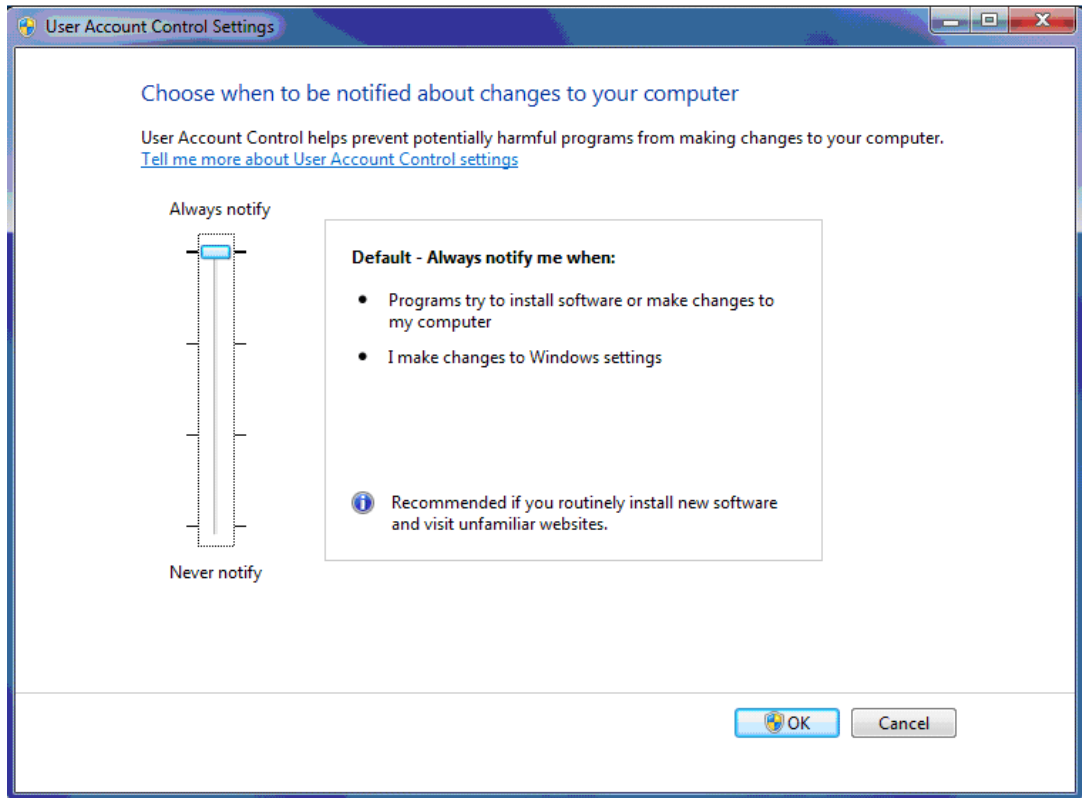 User Account Control Settings
Choose when to be notified about changes to your computer
User Account Control helps prevent potentially harmful programs from making changes to your computer.
Tell me more about User Account Control settings
Always notify
Default - Always notify me when:
• Programs try to install software or make changes to
my computer
• I make changes to Windows settings
Recommended if you routinely install new software
and visit unfamiliar websites.
Never notify
OK Cancel